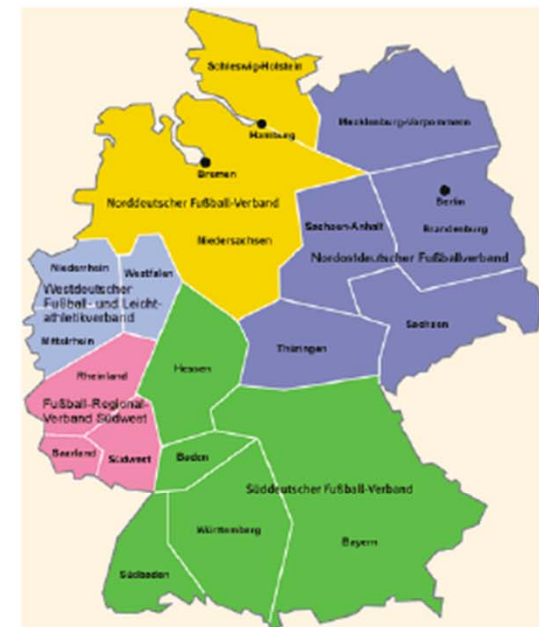 Schleswig-Holstein
Mecklenburg-Vorpommern
Hamburg
Bremen
Berlin
Norddeutscher Fußball-Verband
Sachsen-Anhalt
Brandenburg
Niedersachsen
Nordostdeutscher Fußballverband
Niederrhein
Westfalen
Westdeutscher
Fußball- und Leicht-
athletikverband
Mittelrhein
Sachsen
Thüringen
Hessen
Rheinland
Fußball-Regional-
Verband Südwest
Saarland
Südwest
Baden
Süddeutscher Fußball-Verband
Württemberg
Bayern
Südbaden